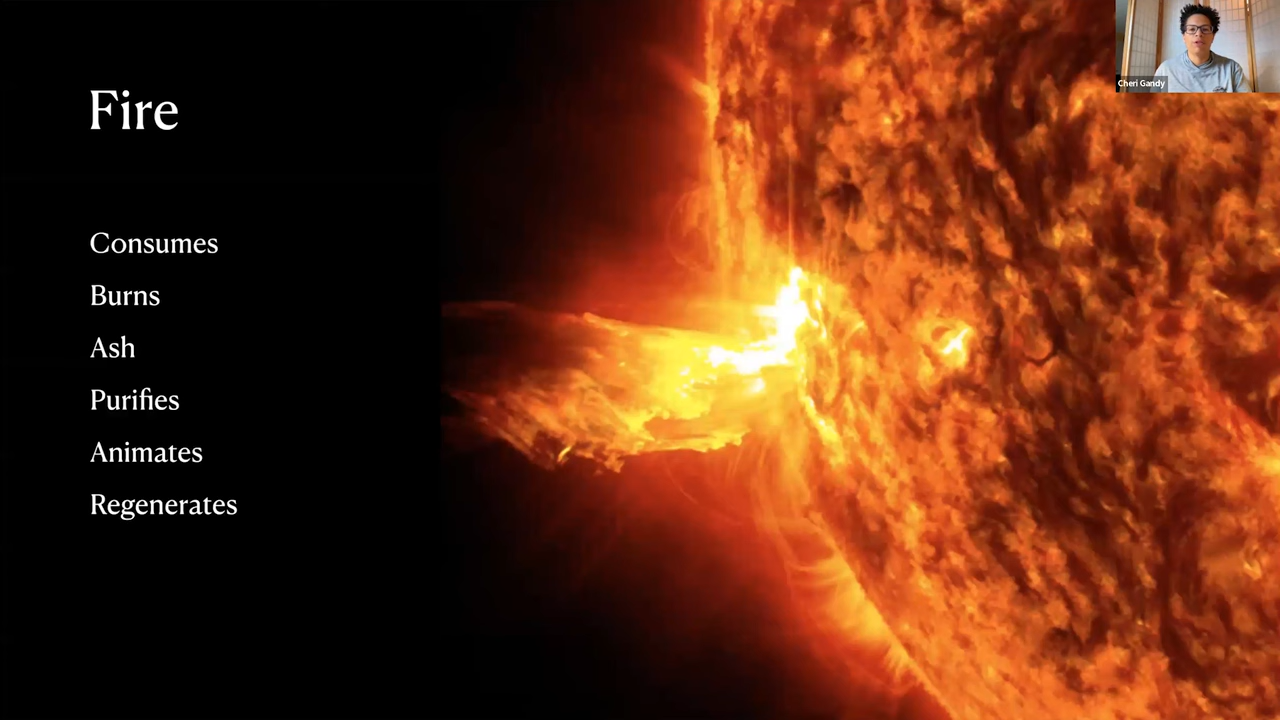 Fire
Consumes
Burns
Ash
Purifies
Animates
Regenerates
Cheri Gandy